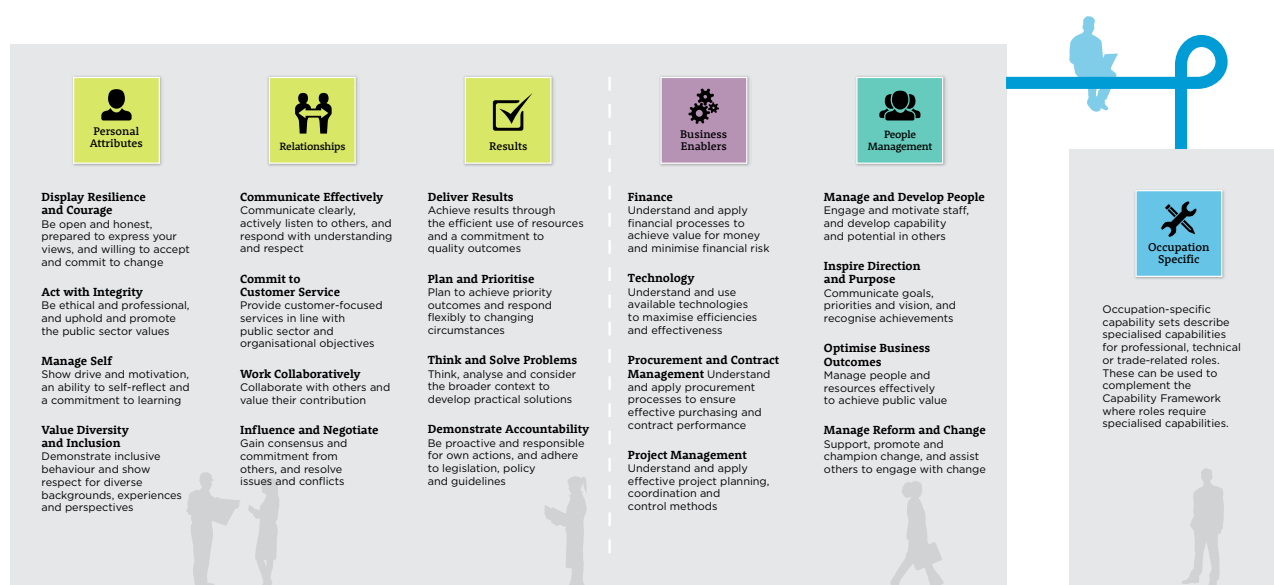 Personal
Attributes
Display Resilience
and Courage
Be open and honest,
prepared to express your
views, and willing to accept
and commit to change
Act with Integrity
Be ethical and professional,
and uphold and promote
the public sector values
Manage Self
Show drive and motivation,
an ability to self-reflect and
a commitment to learning
Value Diversity
and Inclusion
Demonstrate inclusive
behaviour and show
respect for diverse
backgrounds, experiences
and perspectives
Relationships
Communicate Effectively
Communicate clearly,
actively listen to others, and
respond with understanding
and respect
Commit to
Customer Service
Provide customer-focused
services in line with
public sector and
organisational objectives
Work Collaboratively
Collaborate with others and
value their contribution
Influence and Negotiate
Gain consensus and
commitment from
others, and resolve
issues and conflicts
Results
Deliver Results
Achieve results through
the efficient use of resources
and a commitment to
quality outcomes
Plan and Prioritise
Plan to achieve priority
outcomes and respond
flexibly to changing
circumstances
Think and Solve Problems
Think, analyse and consider
the broader context to
develop practical solutions
Demonstrate Accountability
Be proactive and responsible
for own actions, and adhere
to legislation, policy
and guidelines
Business
Enablers
Finance
Understand and apply
financial processes to
achieve value for money
and minimise financial risk
Technology
Understand and use
available technologies
to maximise efficiencies
and effectiveness
Procurement and Contract
Management Understand
and apply procurement
processes to ensure
effective purchasing and
contract performance
Project Management
Understand and apply
effective project planning,
coordination and
control methods
People
Management
Manage and Develop People
Engage and motivate staff,
and develop capability
and potential in others
Inspire Direction
and Purpose
Communicate goals,
priorities and vision, and
recognise achievements
Optimise Business
Outcomes
Manage people and
resources effectively
to achieve public value
Manage Reform and Change
Support, promote and
champion change, and assist
others to engage with change
Occupation
Specific
Occupation-specific
capability sets describe
specialised capabilities
for professional, technical
or trade-related roles.
These can be used to
complement the
Capability Framework
where roles require
specialised capabilities.